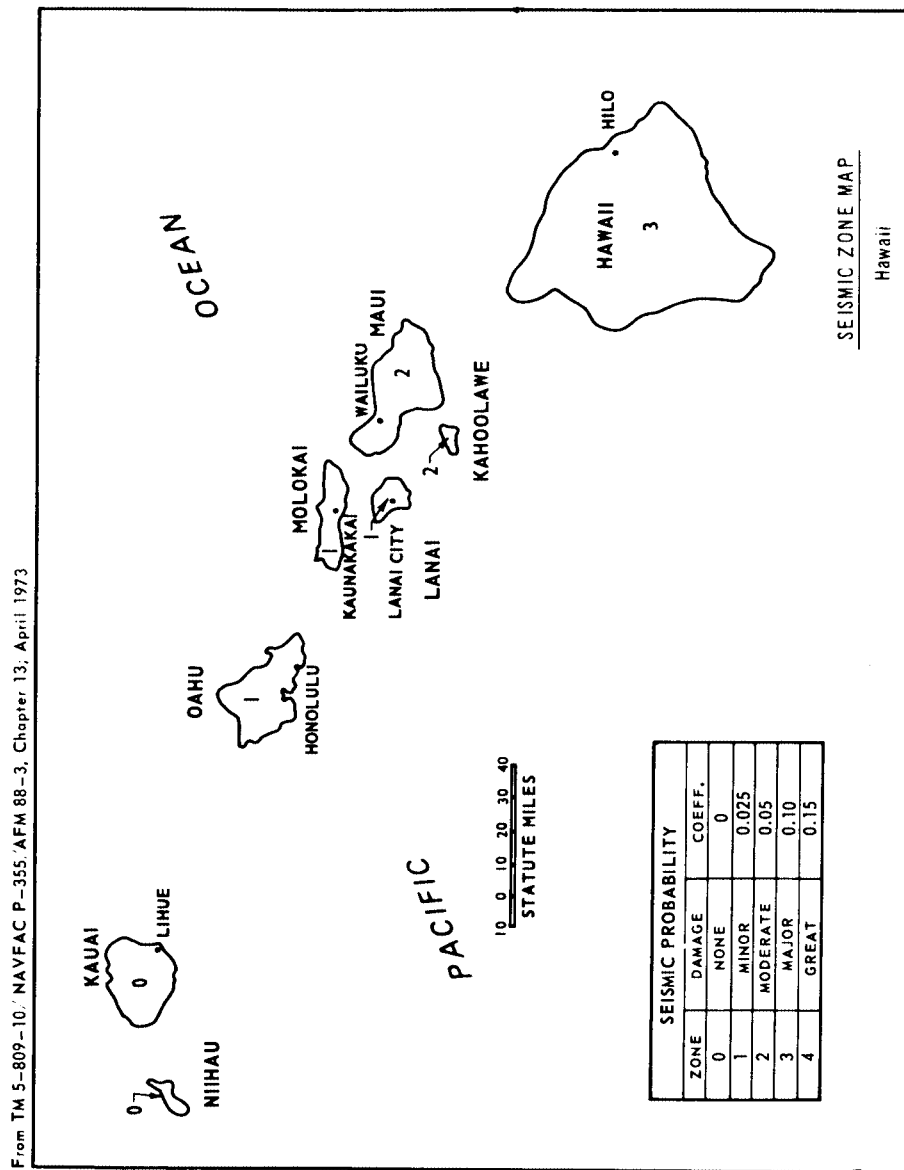 From TM 5-809-10, NAVFAC P-355, AFM 88-3, Chapter 13, April 1973
OCEAN
KAUAI
0
LIHUE
0
NIIHAU
OAHU
1
HONOLULU
MOLOKAI
1
KAUNAKAKAI
1
LANAI CITY
LANAI
WAILUKU
MAUI
2
2
KAHOOLAWE
HAWAII
3
HILO
PACIFIC
10 0 10 20 30 40
STATUTE MILES
SEISMIC PROBABILITY
ZONE DAMAGE COEFF.
0 NONE 0
1 MINOR 0.025
2 MODERATE 0.05
3 MAJOR 0.10
4 GREAT 0.15
SEISMIC ZONE MAP
Hawaii